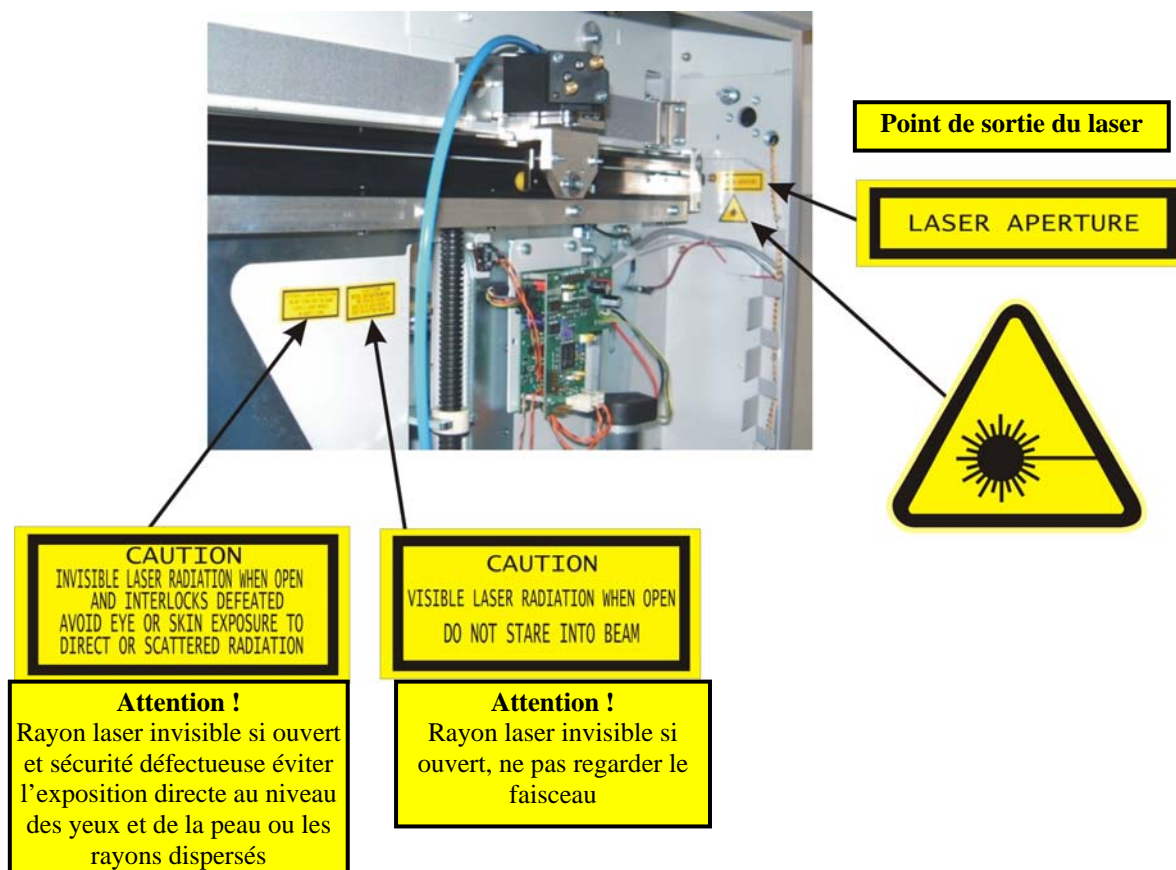 Point de sortie du laser
LASER APERTURE
CAUTION
INVISIBLE LASER RADIATION WHEN OPEN
AND INTERLOCKS DEFEATED
AVOID EYE OR SKIN EXPOSURE TO
DIRECT OR SCATTERED RADIATION
Attention !
Rayon laser invisible si ouvert
et sécurité défectueuse éviter
l’exposition directe au niveau
des yeux et de la peau ou les
rayons dispersés
CAUTION
VISIBLE LASER RADIATION WHEN OPEN
DO NOT STARE INTO BEAM
Attention !
Rayon laser invisible si
ouvert, ne pas regarder le
faisceau